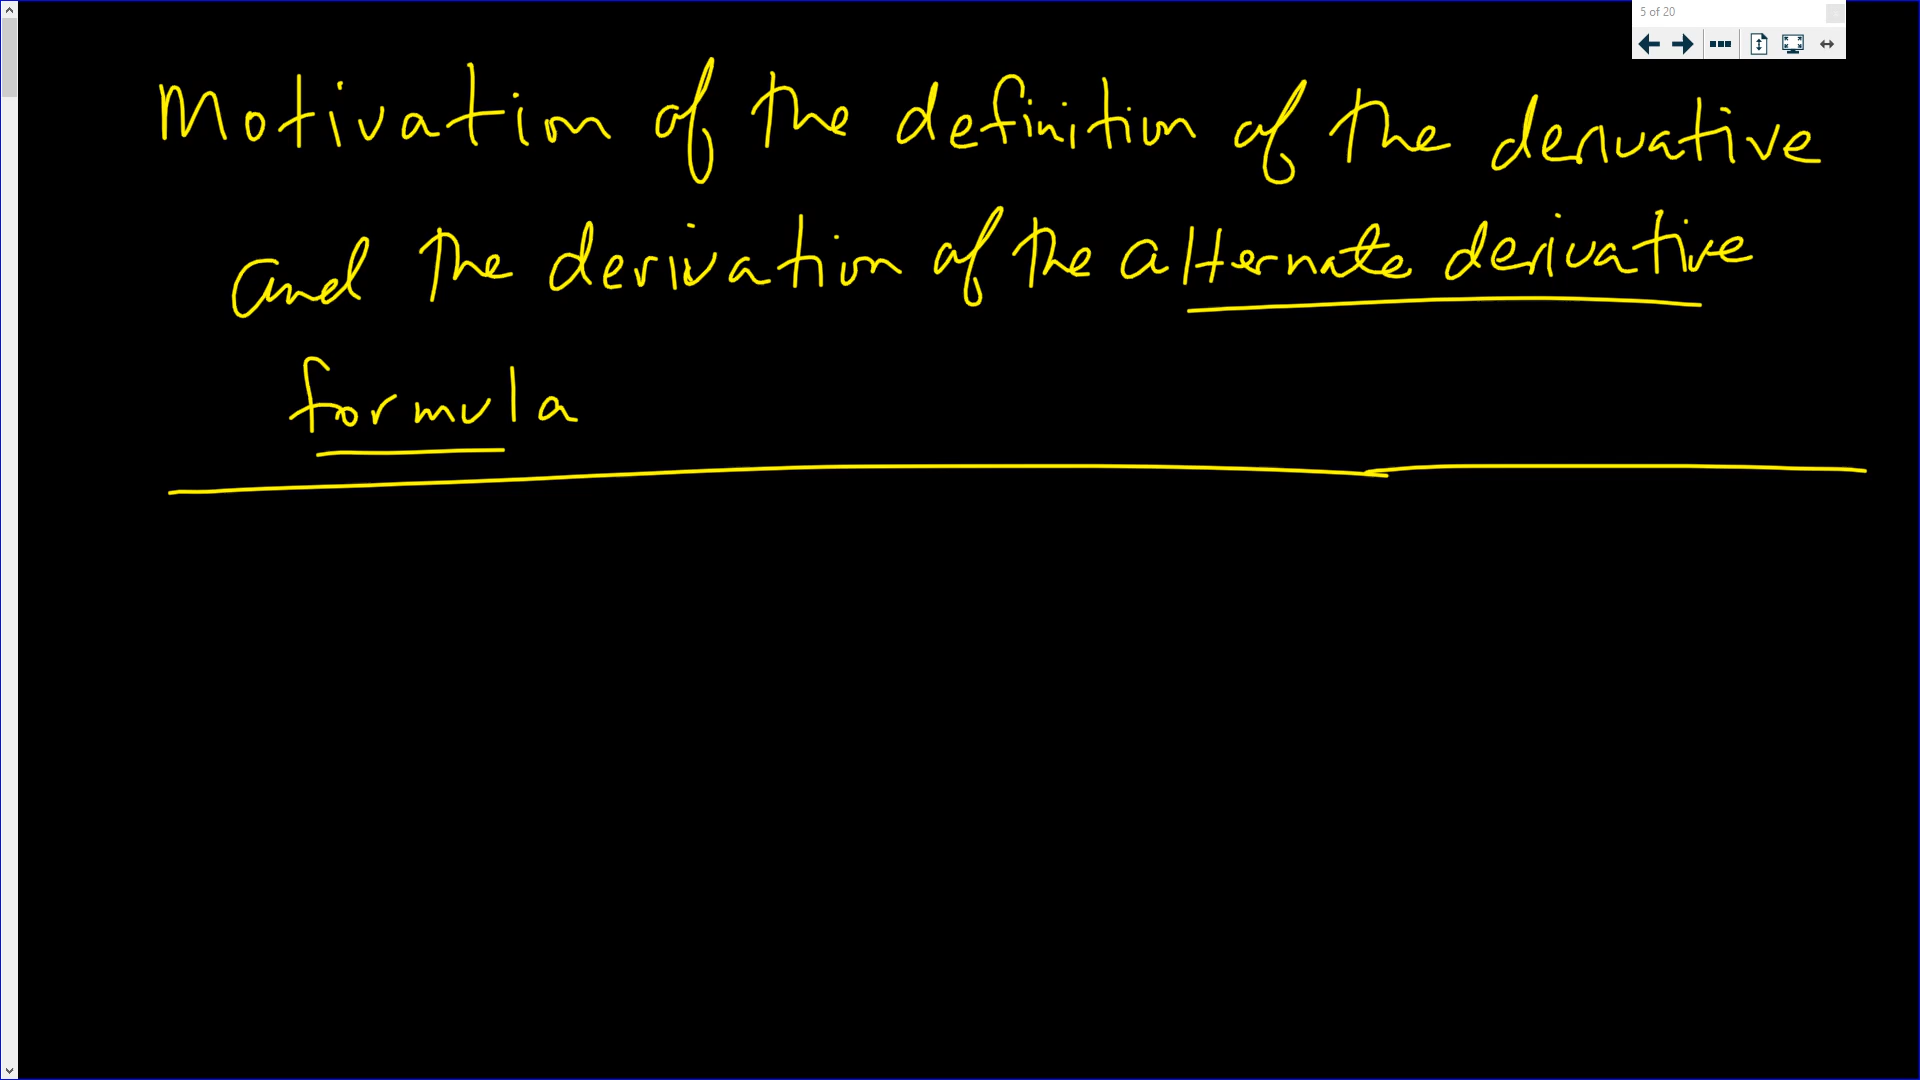 5 of 20
Motivation of the definition of the derivative
and the derivation of the alternate derivative
formula